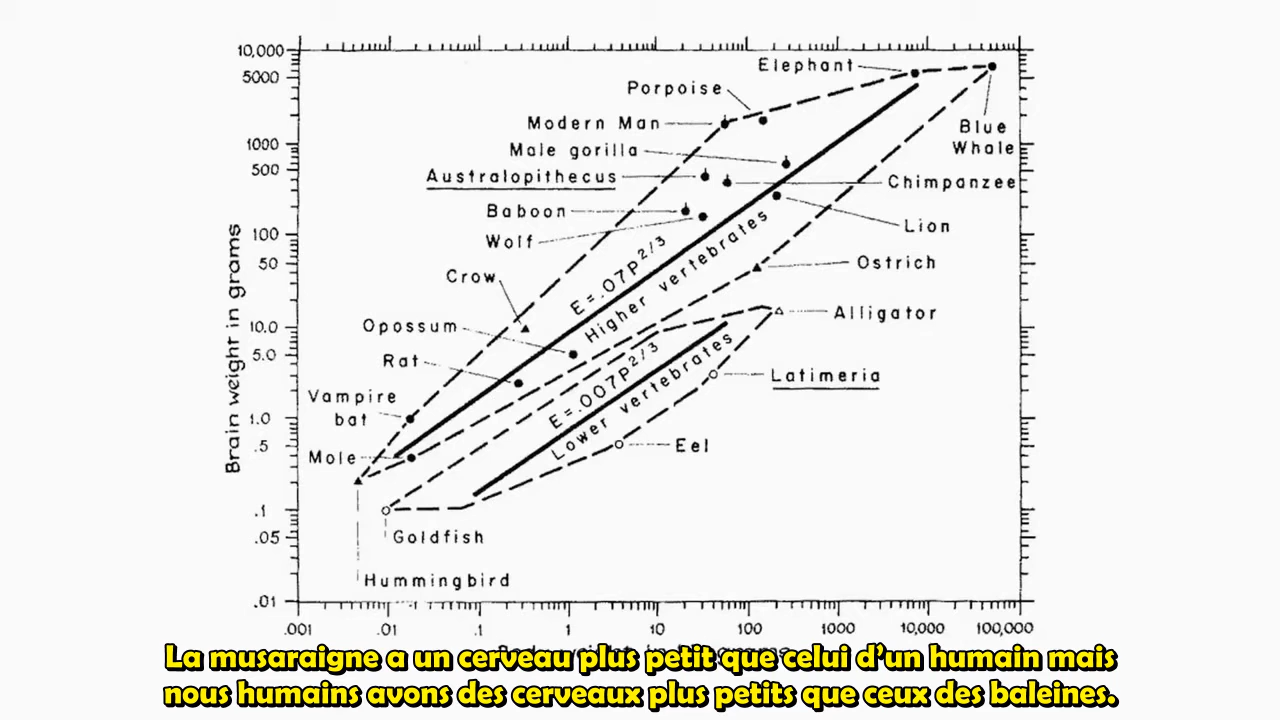 10,000
5000
1000
500
100
50
10.0
5.0
1.0
.5
.1
.05
.01
Brain weight in grams
Elephant
Porpoise
Blue
Whale
Modern Man
Male gorilla
Australopithecus
Chimpanzee
Baboon
Lion
Wolf
Ostrich
Crow
Alligator
Opossum
Rat
Latimeria
Vampire
bat
Eel
Mole
Goldfish
Hummingbird
E=.07P2/3
Higher vertebrates
E=.007P2/3
Lower vertebrates
.001 .01 .1 1 10 100 1000 10,000 100,000
La musaraigne a un cerveau plus petit que celui d’un humain mais
nous humains avons des cerveaux plus petits que ceux des baleines.